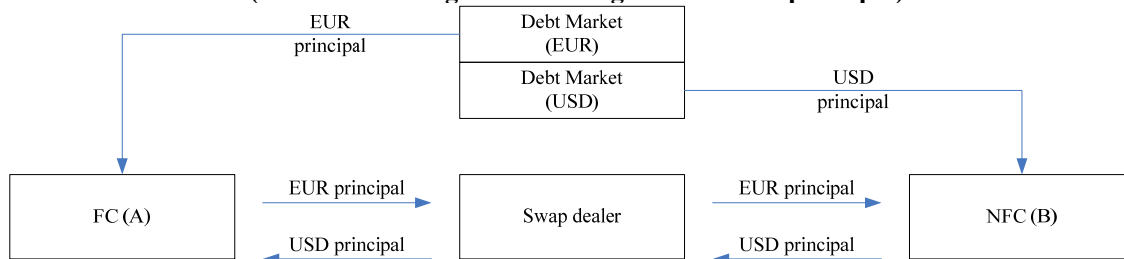 EUR
principal
Debt Market
(EUR)
Debt Market
(USD)
USD
principal
FC (A)
EUR principal
USD principal
Swap dealer
EUR principal
USD principal
NFC (B)